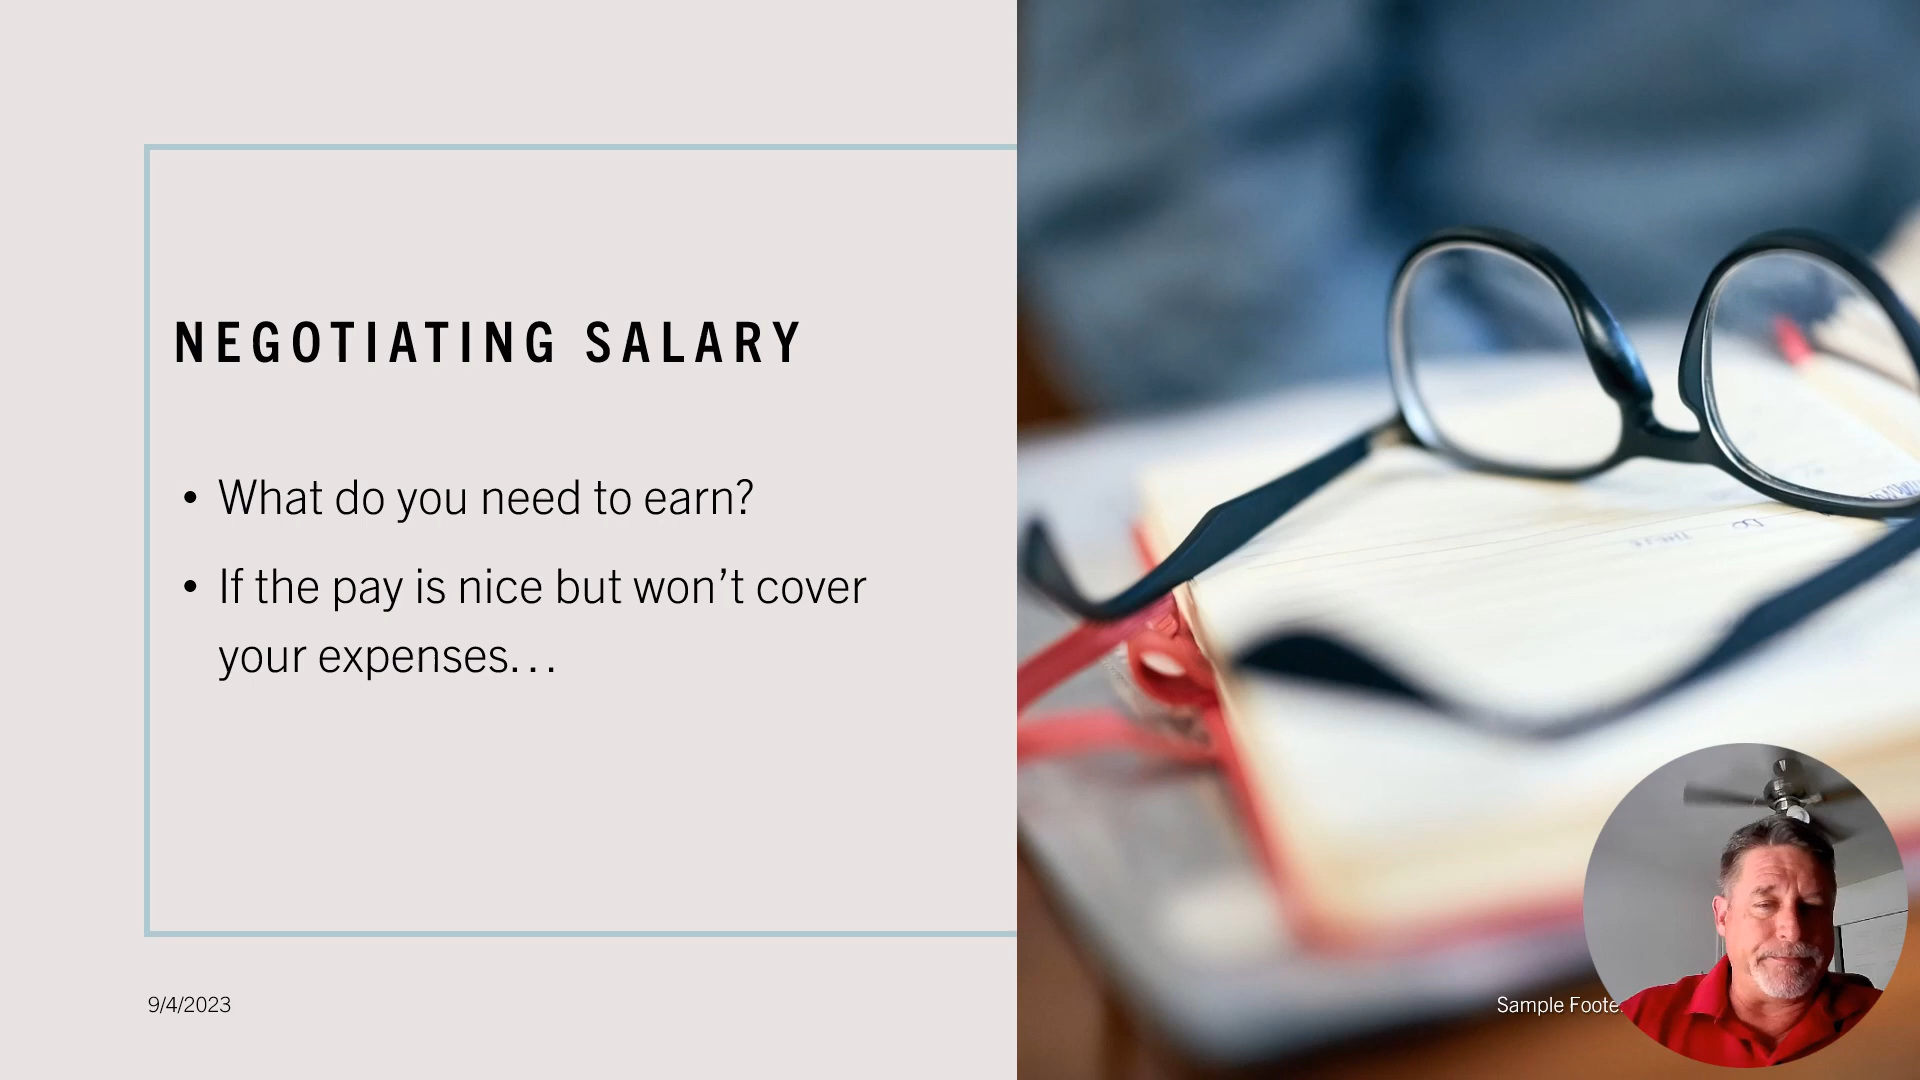 NEGOTIATING SALARY
• What do you need to earn?
• If the pay is nice but won’t cover
your expenses…
9/4/2023
Sample